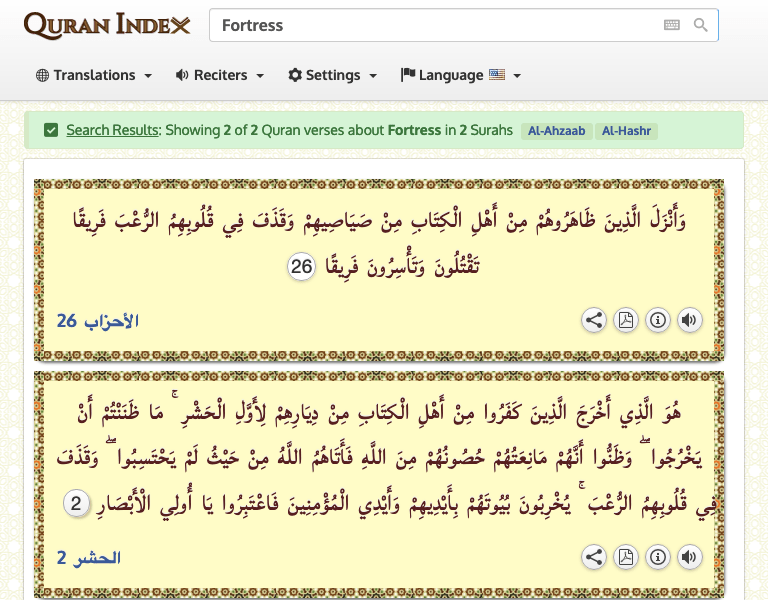 QURAN INDEX
Fortress
Translations Reciters Settings Language
Search Results: Showing 2 of 2 Quran verses about Fortress in 2 Surahs Al-Ahzaab Al-Hashr
وَأَنْزَلَ الَّذِينَ ظَاهَرُوهُمْ مِنْ أَهْلِ الْكِتَابِ مِنْ صَيَاصِيهِمْ وَقَذَفَ فِي قُلُوبِهِمُ الرُّعْبَ فَرِيقًا
تَقْتُلُونَ وَتَأْسِرُونَ فَرِيقًا 26
الأحزاب 26
هُوَ الَّذِي أَخْرَجَ الَّذِينَ كَفَرُوا مِنْ أَهْلِ الْكِتَابِ مِنْ دِيَارِهِمْ لِأَوَّلِ الْحَشْرِ ۚ مَا ظَنَنْتُمْ أَنْ
يَخْرُجُوا ۖ وَظَنُّوا أَنَّهُمْ مَانِعَتُهُمْ حُصُونُهُمْ مِنَ اللَّهِ فَأَتَاهُمُ اللَّهُ مِنْ حَيْثُ لَمْ يَحْتَسِبُوا ۖ وَقَذَفَ
فِي قُلُوبِهِمُ الرُّعْبَ ۚ يُخْرِبُونَ بُيُوتَهُمْ بِأَيْدِيهِمْ وَأَيْدِي الْمُؤْمِنِينَ فَاعْتَبِرُوا يَا أُولِي الْأَبْصَارِ 2
الحشر 2